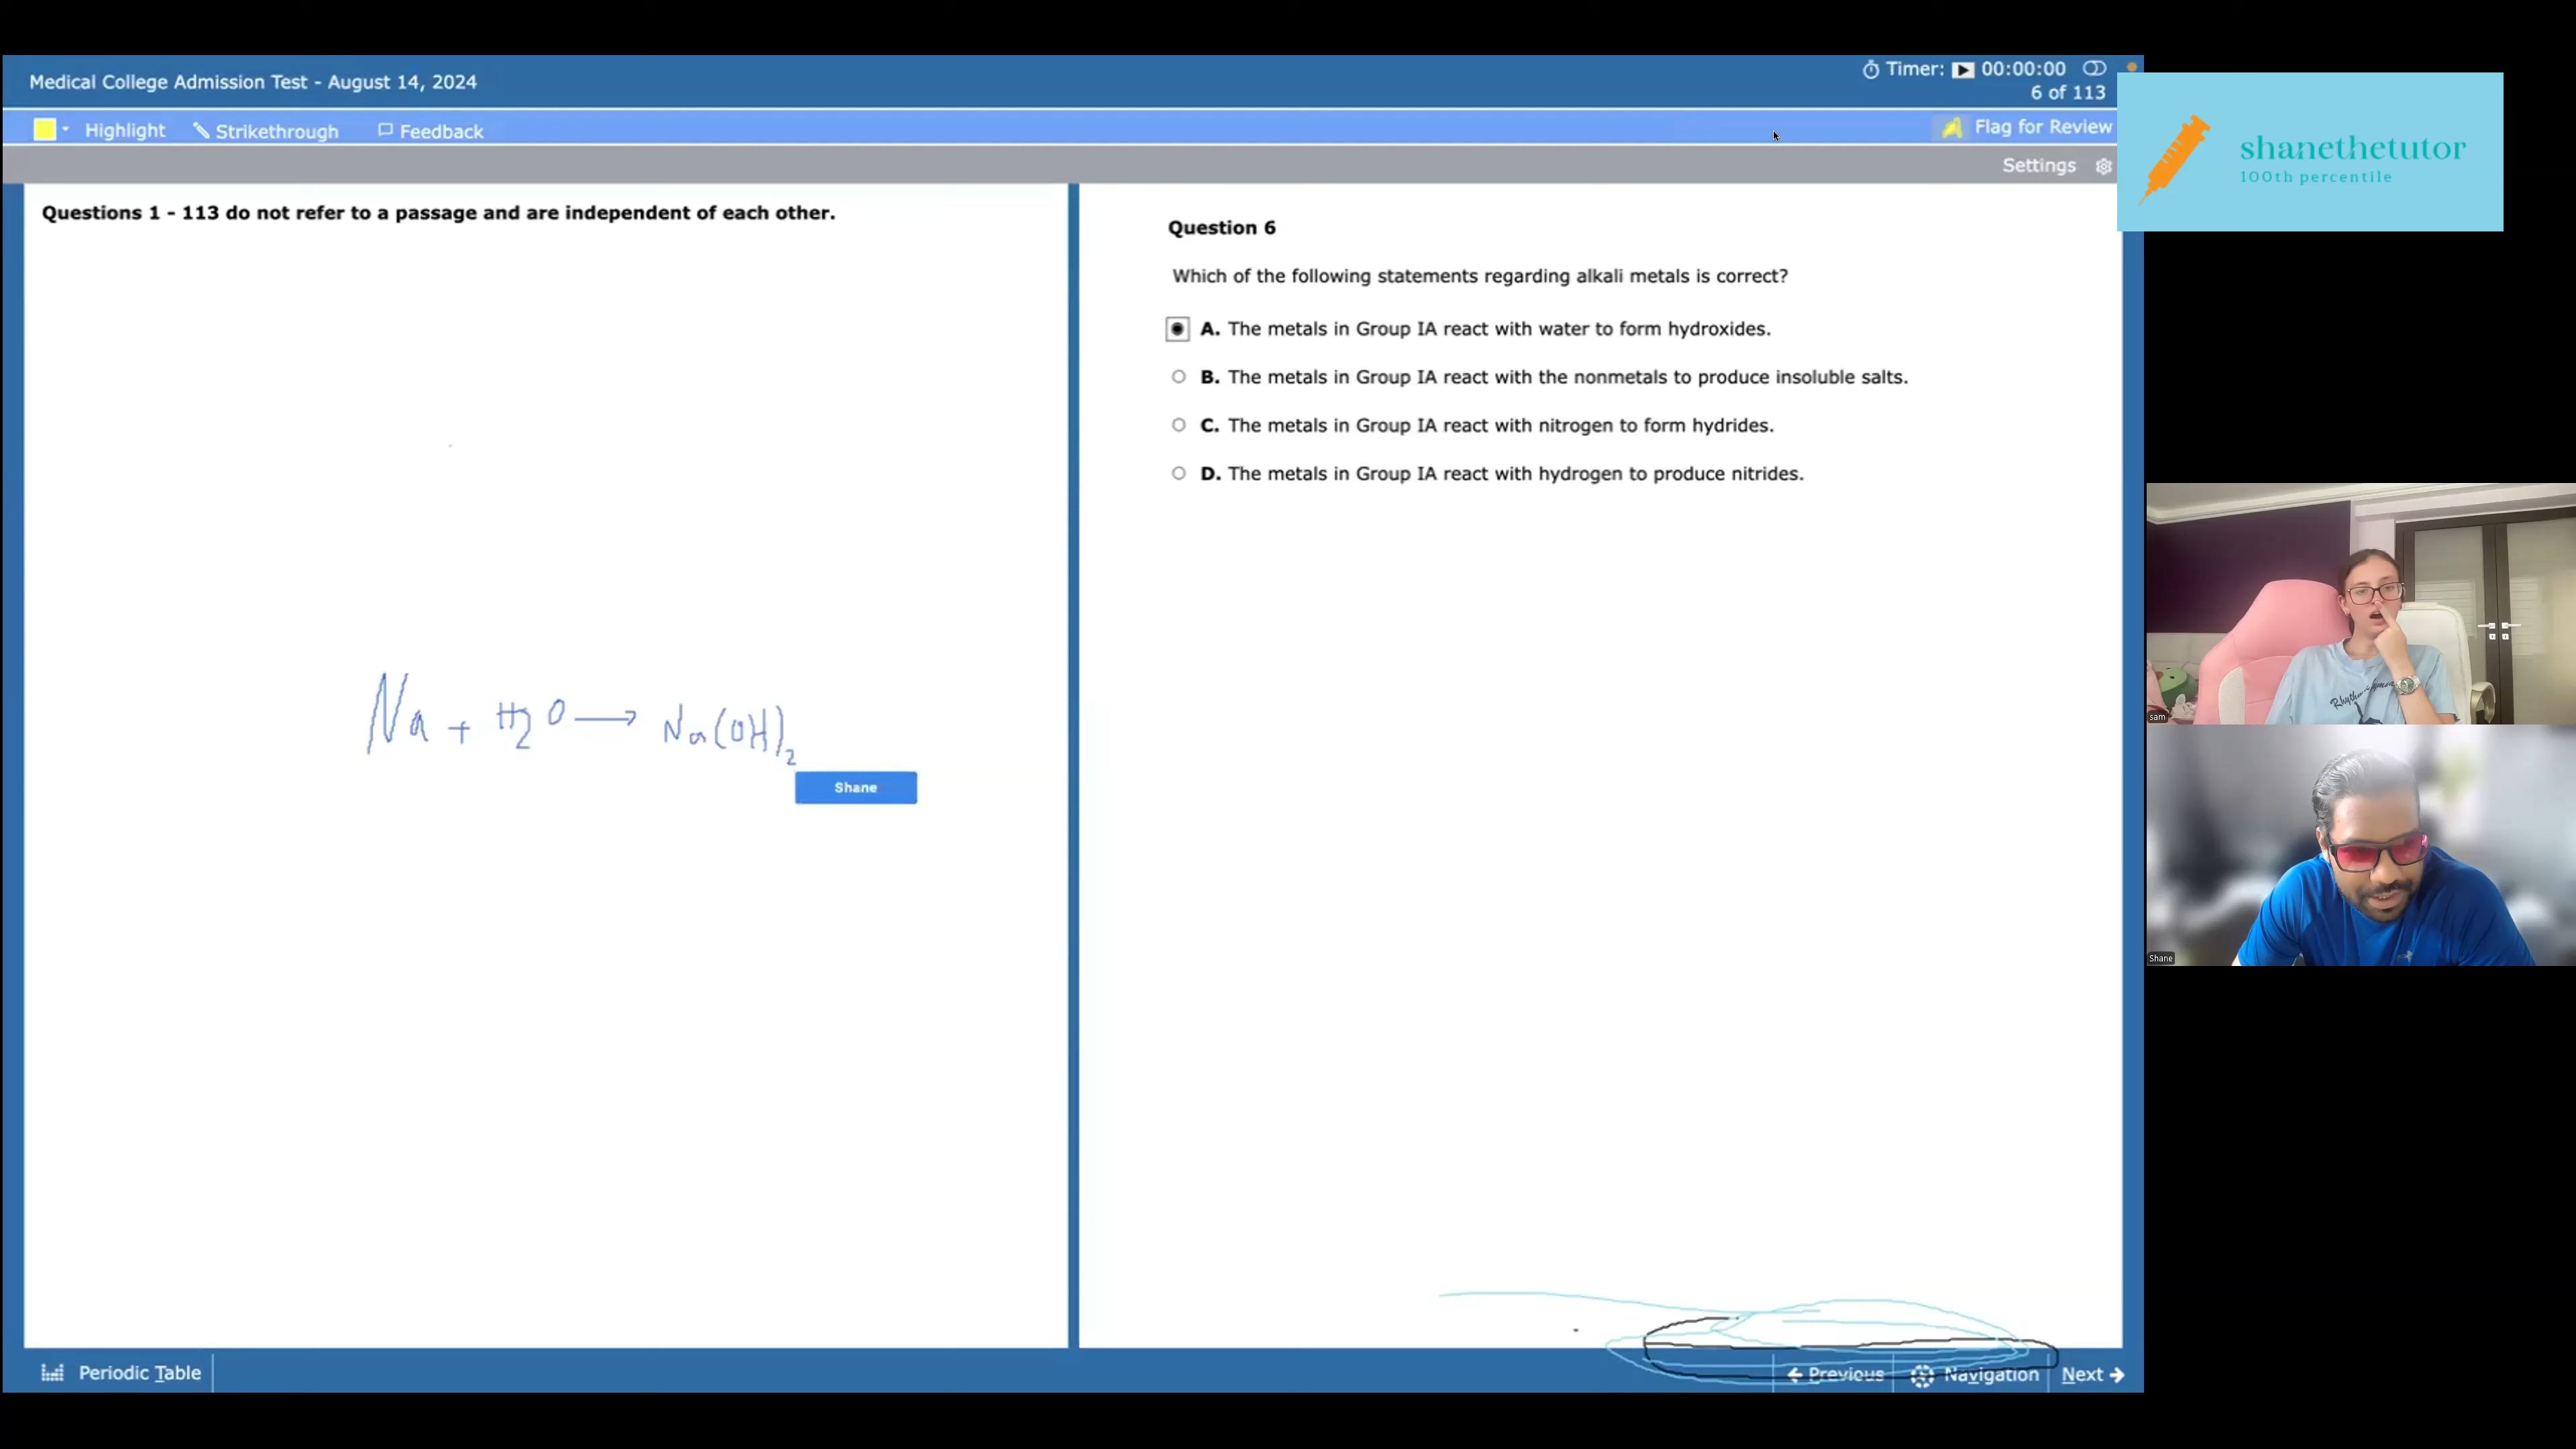 Medical College Admission Test - August 14, 2024
Timer: 00:00:00
6 of 113
Highlight Strikethrough Feedback
Flag for Review
Settings
shanethetutor
100th percentile
Questions 1 - 113 do not refer to a passage and are independent of each other.
Na + H2O → Na(OH)2
Shane
Question 6
Which of the following statements regarding alkali metals is correct?
A. The metals in Group IA react with water to form hydroxides.
B. The metals in Group IA react with the nonmetals to produce insoluble salts.
C. The metals in Group IA react with nitrogen to form hydrides.
D. The metals in Group IA react with hydrogen to produce nitrides.
sam
Shane
Periodic Table
Previous Navigation Next